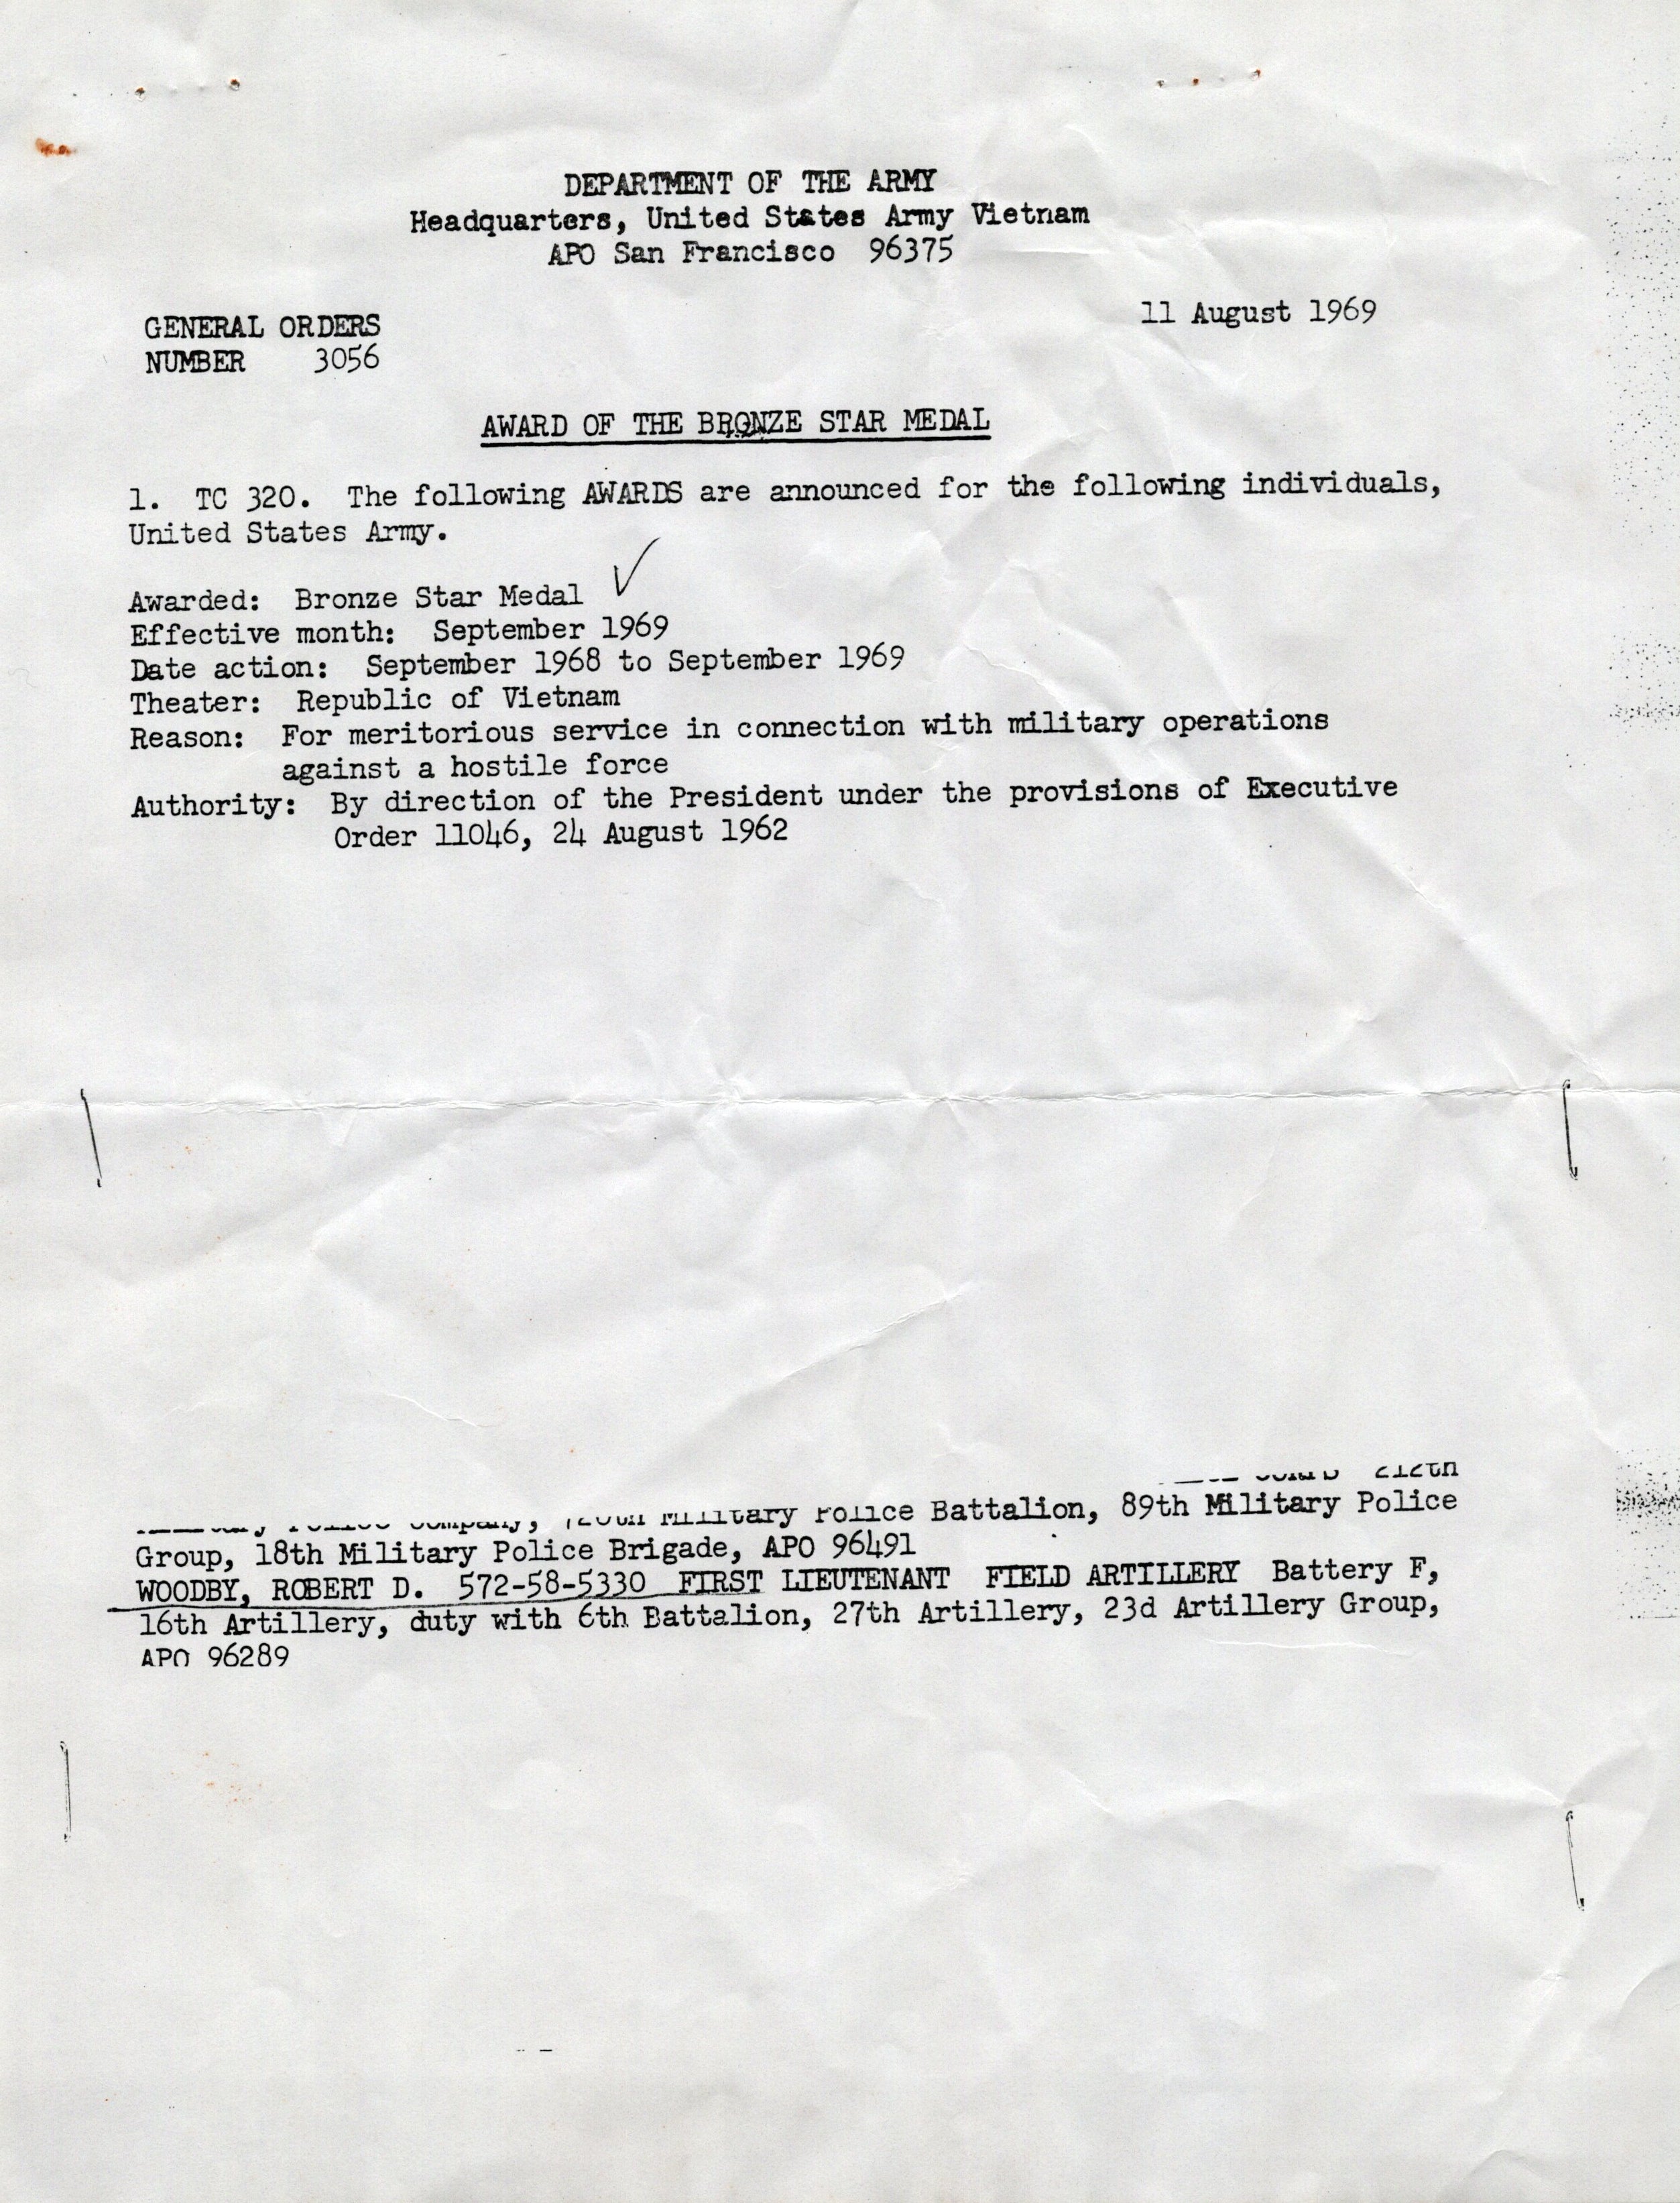 DEPARTMENT OF THE ARMY
Headquarters, United States Army Vietnam
APO San Francisco 96375
11 August 1969
GENERAL ORDERS
NUMBER 3056
AWARD OF THE BRONZE STAR MEDAL
1. TC 320. The following AWARDS are announced for the following individuals,
United States Army.
Awarded: Bronze Star Medal
Effective month: September 1969
Date action: September 1968 to September 1969
Theater: Republic of Vietnam
Reason: For meritorious service in connection with military operations
against a hostile force
Authority: By direction of the President under the provisions of Executive
Order 11046, 24 August 1962
212th
Police Company, Military Police Battalion, 89th Military Police
Group, 18th Military Police Brigade, APO 96491
WOODBY, ROBERT D. 572-58-5330 FIRST LIEUTENANT FIELD ARTILLERY Battery F,
16th Artillery, duty with 6th Battalion, 27th Artillery, 23d Artillery Group,
APO 96289